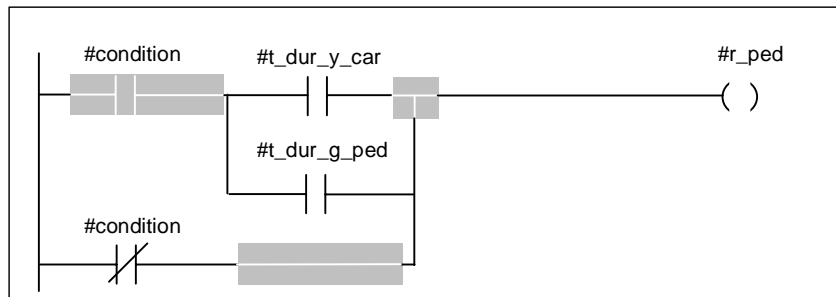 #condition
#t_dur_y_car
#r_ped
#t_dur_g_ped
#condition